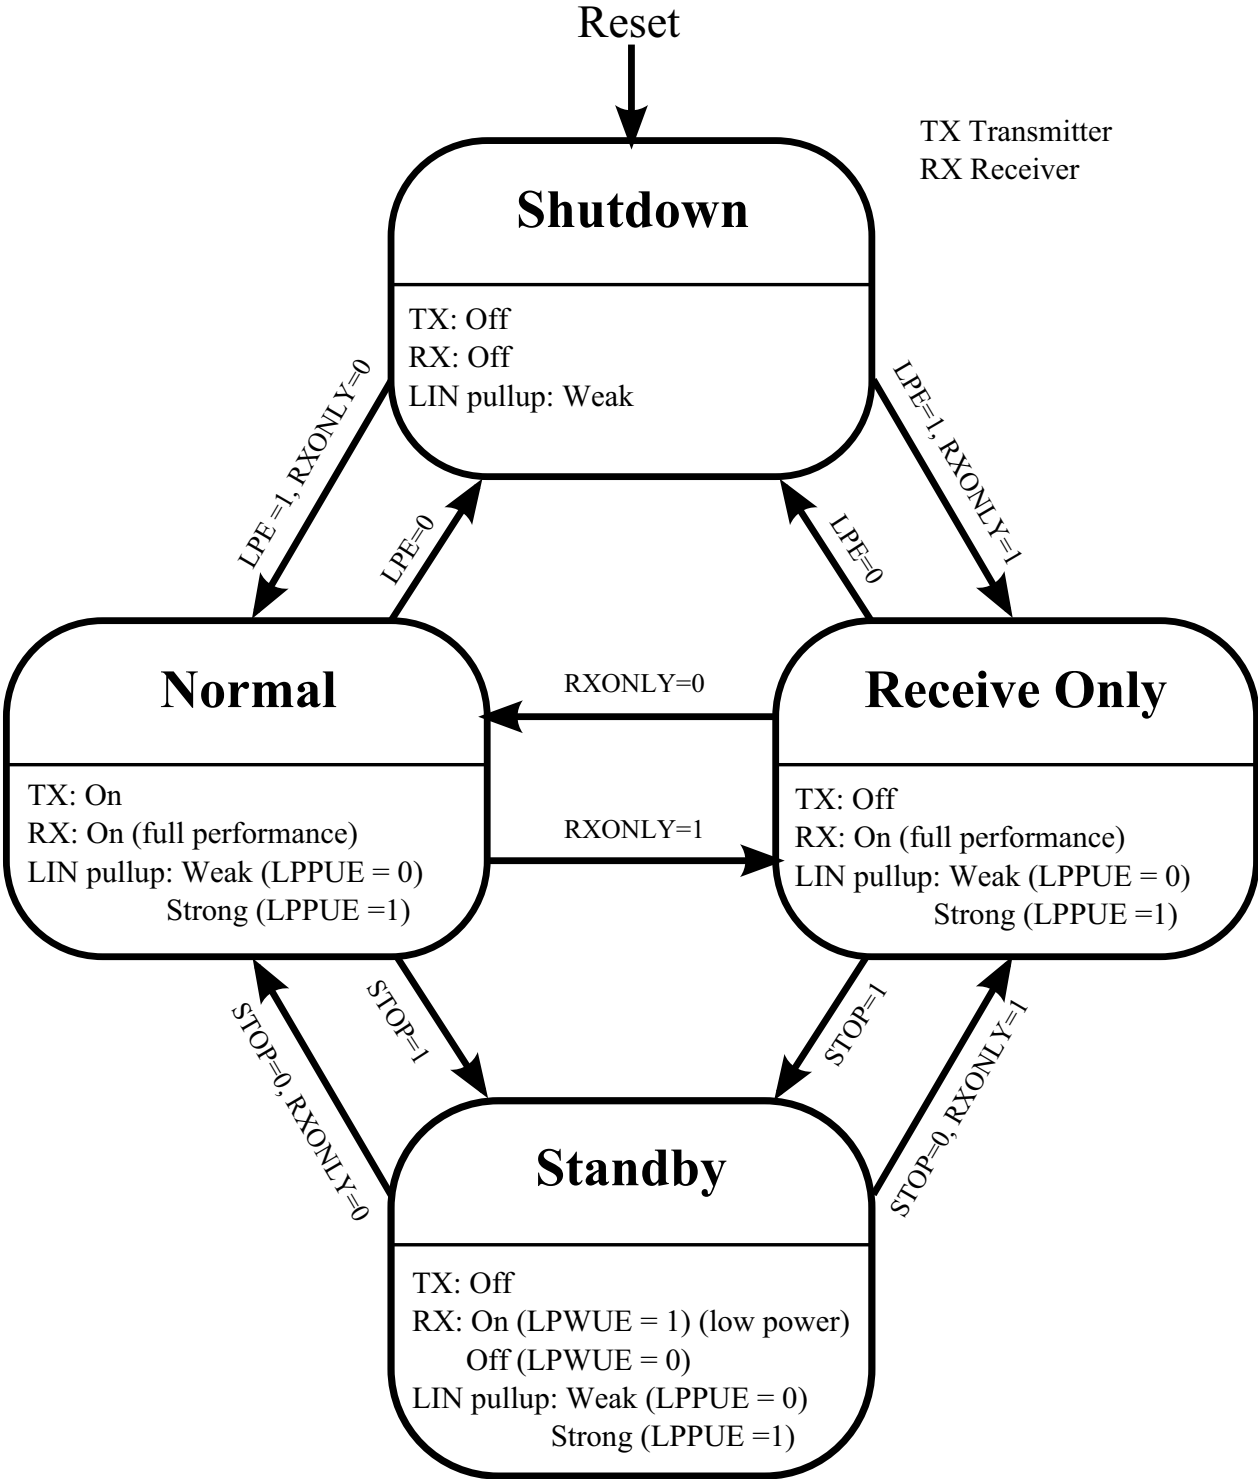 Reset
TX Transmitter
RX Receiver
Shutdown
TX: Off
RX: Off
LIN pullup: Weak
LPE =1, RXONLY=0
LPE=0
LPE=0
LPE=1, RXONLY=1
Normal
TX: On
RX: On (full performance)
LIN pullup: Weak (LPPUE = 0)
Strong (LPPUE =1)
RXONLY=0
RXONLY=1
Receive Only
TX: Off
RX: On (full performance)
LIN pullup: Weak (LPPUE = 0)
Strong (LPPUE =1)
STOP=0, RXONLY=0
STOP=1
STOP=1
STOP=0, RXONLY=1
Standby
TX: Off
RX: On (LPWUE = 1) (low power)
Off (LPWUE = 0)
LIN pullup: Weak (LPPUE = 0)
Strong (LPPUE =1)